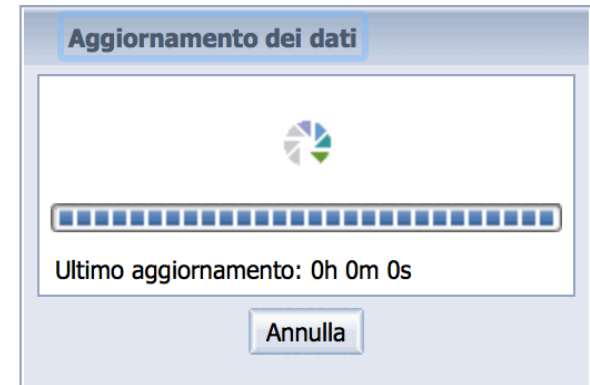 Aggiornamento dei dati
Ultimo aggiornamento: 0h 0m 0s
Annulla